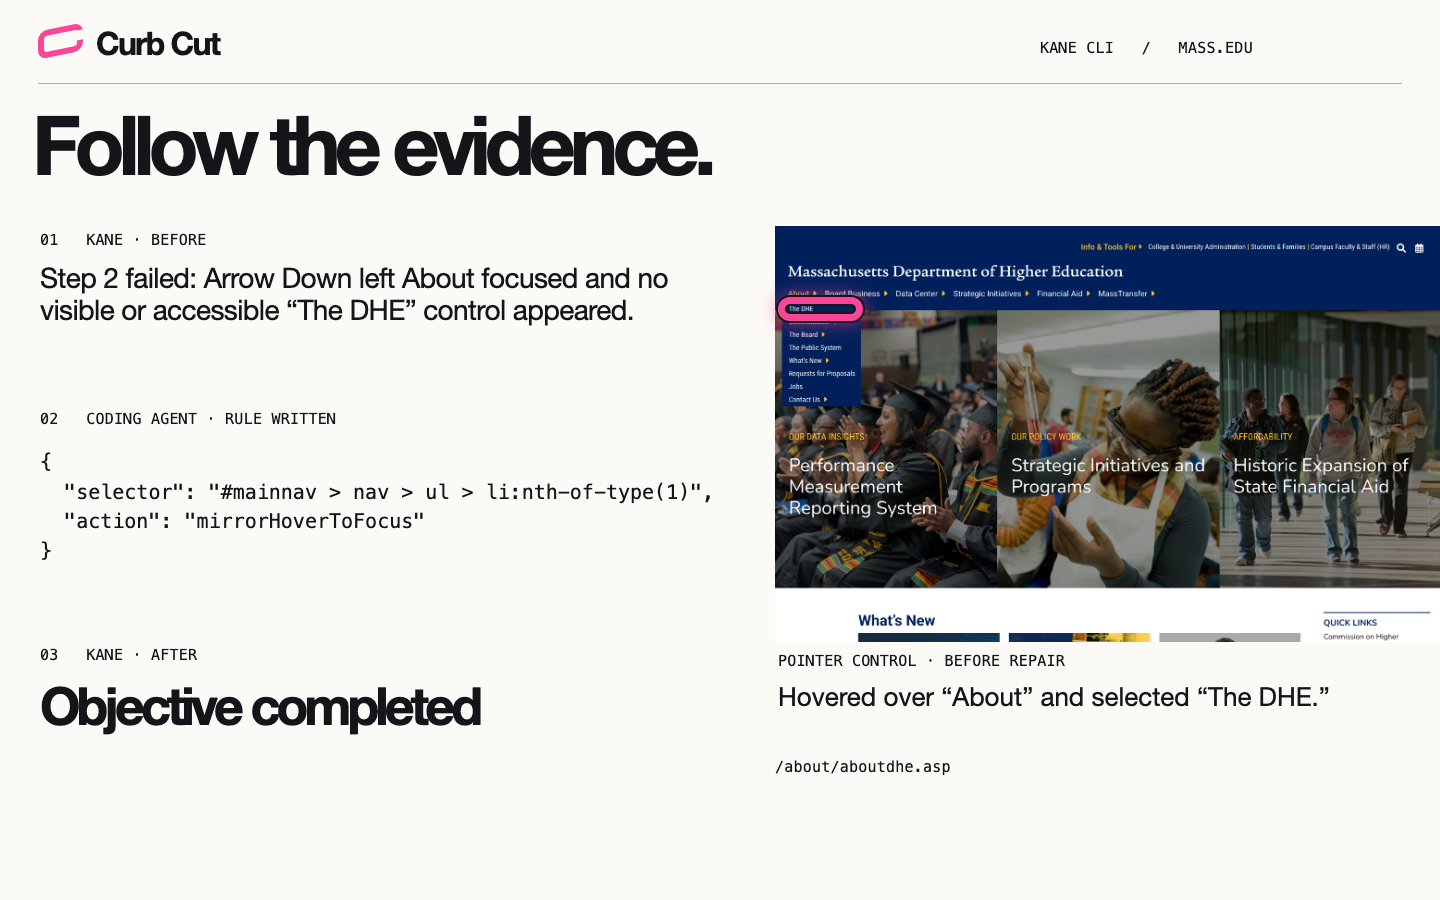 Curb Cut
KANE CLI / MASS.EDU
Follow the evidence.
01 KANE · BEFORE
Step 2 failed: Arrow Down left About focused and no
visible or accessible “The DHE” control appeared.
02 CODING AGENT · RULE WRITTEN
{
"selector": "#mainnav > nav > ul > li:nth-of-type(1)",
"action": "mirrorHoverToFocus"
}
03 KANE · AFTER
Objective completed
Info & Tools For College & University Administration | Students & Families | Campus Faculty & Staff (HR)
Massachusetts Department of Higher Education
About Board Business Data Center Strategic Initiatives Financial Aid MassTransfer
The DHE
The Board
The Public System
What's New
Requests for Proposals
Jobs
Contact Us
OUR DATA INSIGHTS
Performance
Measurement
Reporting System
OUR POLICY WORK
Strategic Initiatives and
Programs
AFFORDABILITY
Historic Expansion of
State Financial Aid
What's New
QUICK LINKS
Commission on Higher
POINTER CONTROL · BEFORE REPAIR
Hovered over “About” and selected “The DHE.”
/about/aboutdhe.asp